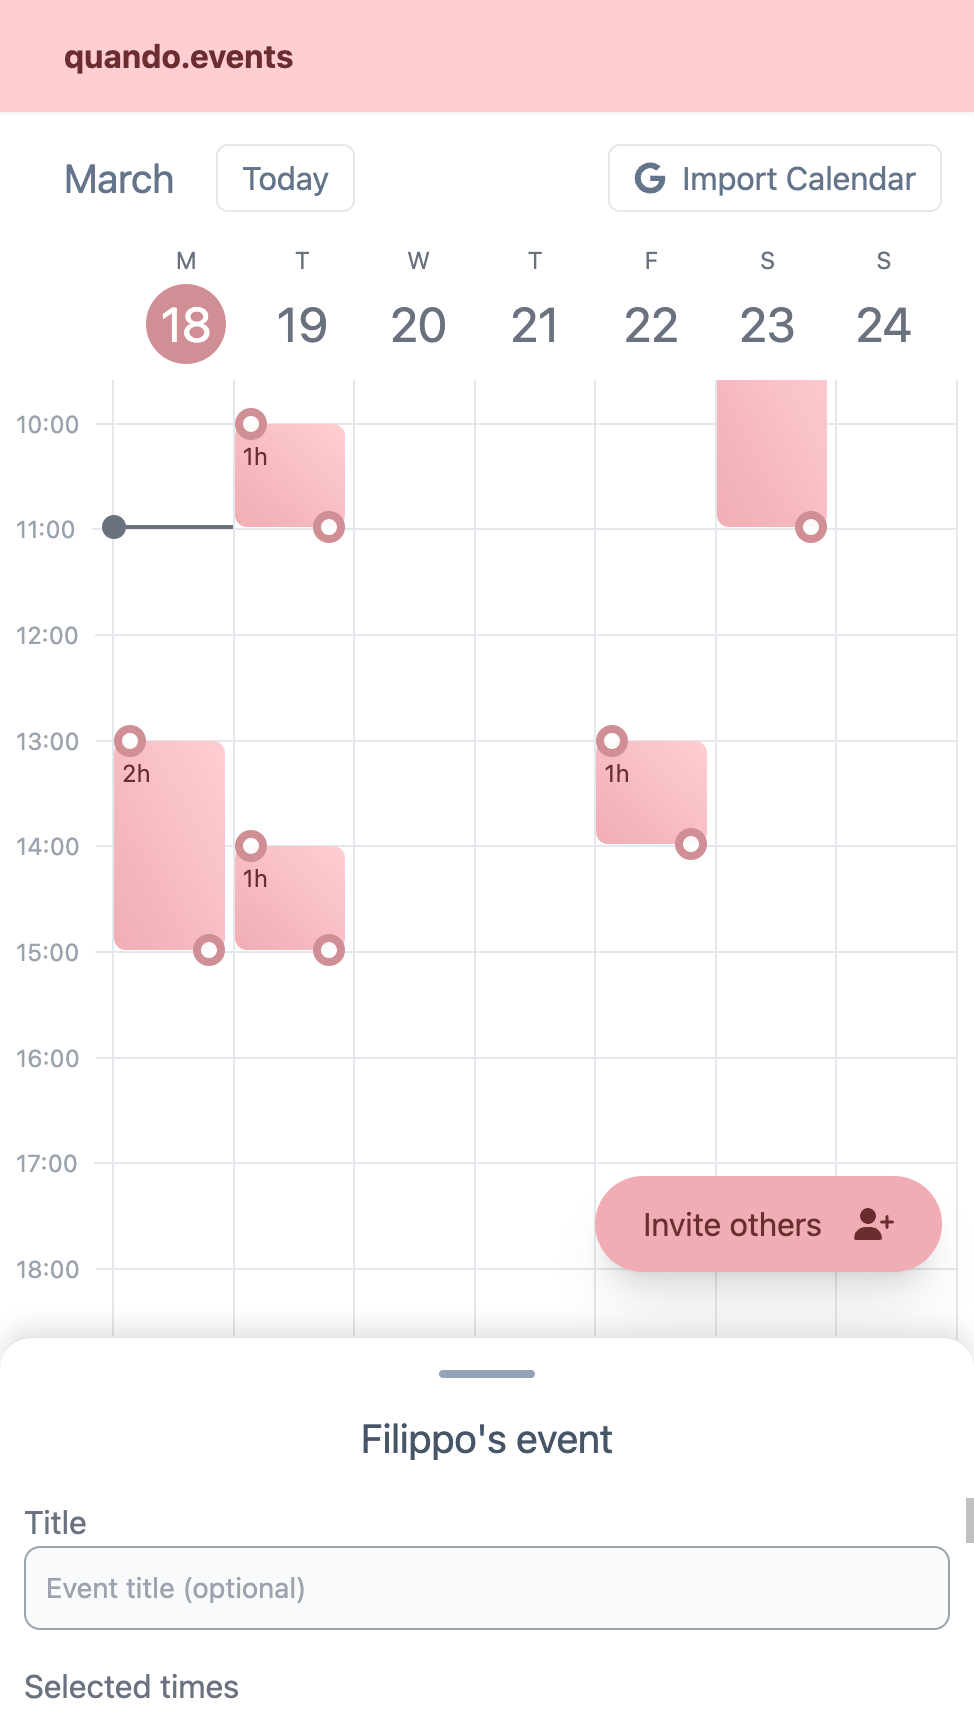 quando.events
March Today Import Calendar
M T W T F S S
18 19 20 21 22 23 24
10:00
1h
11:00
12:00
13:00
2h 1h
14:00
1h
15:00
16:00
17:00
Invite others
18:00
Filippo's event
Title
Event title (optional)
Selected times